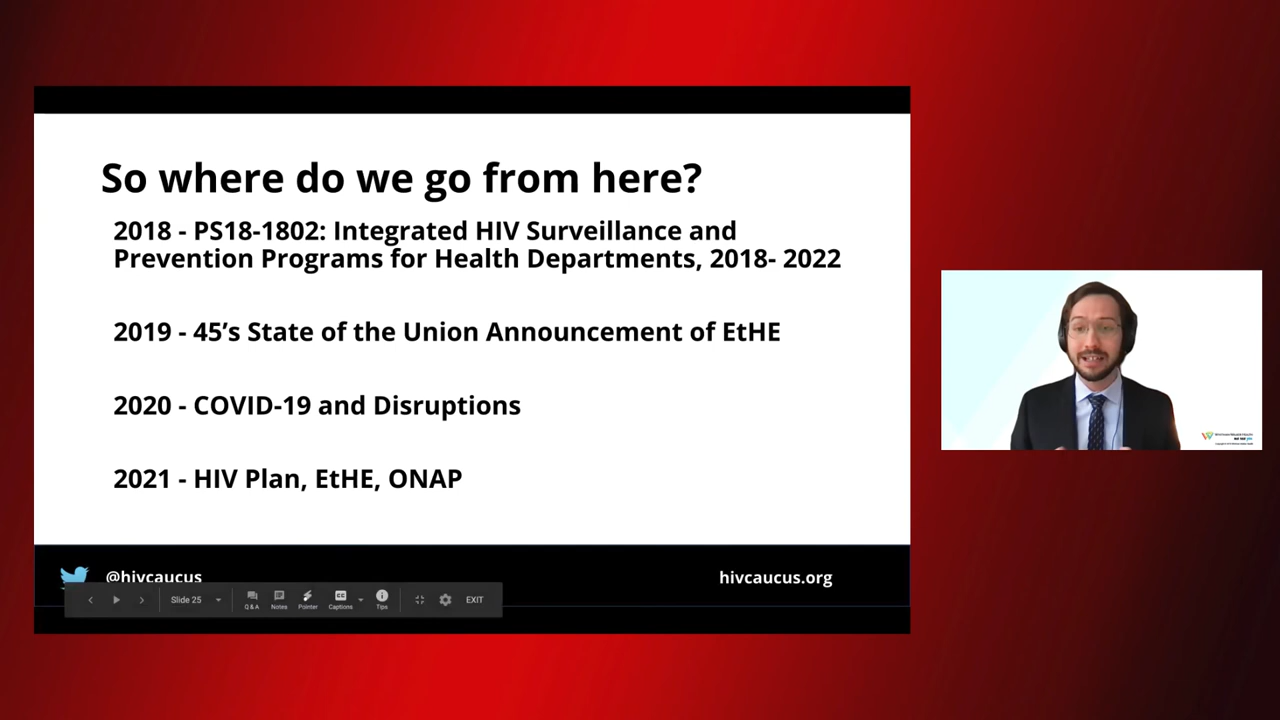 So where do we go from here?
2018 - PS18-1802: Integrated HIV Surveillance and
Prevention Programs for Health Departments, 2018- 2022
2019 - 45’s State of the Union Announcement of EtHE
2020 - COVID-19 and Disruptions
2021 - HIV Plan, EtHE, ONAP
@hivcaucus
hivcaucus.org
Slide 25
Q & A
Notes
Pointer
CC
Captions
Tips
EXIT